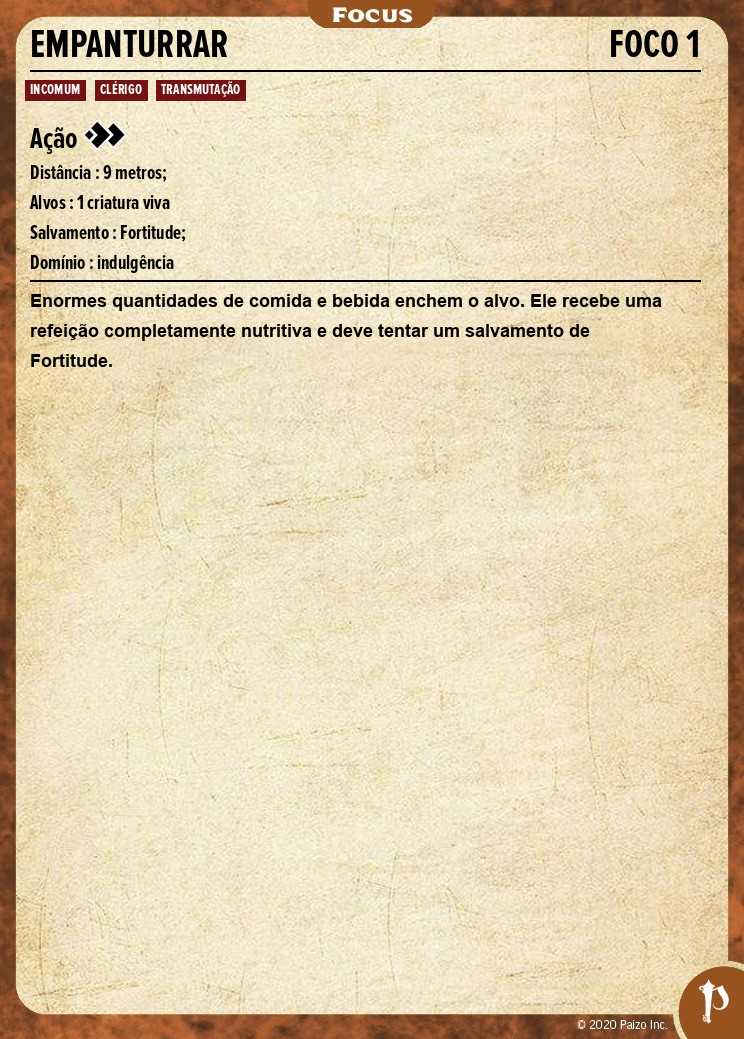 Focus
EMPANTURRAR FOCO 1
INCOMUM CLÉRIGO TRANSMUTAÇÃO
Ação
Distância : 9 metros;
Alvos : 1 criatura viva
Salvamento : Fortitude;
Domínio : indulgência
Enormes quantidades de comida e bebida enchem o alvo. Ele recebe uma
refeição completamente nutritiva e deve tentar um salvamento de
Fortitude.
© 2020 Paizo Inc.
P